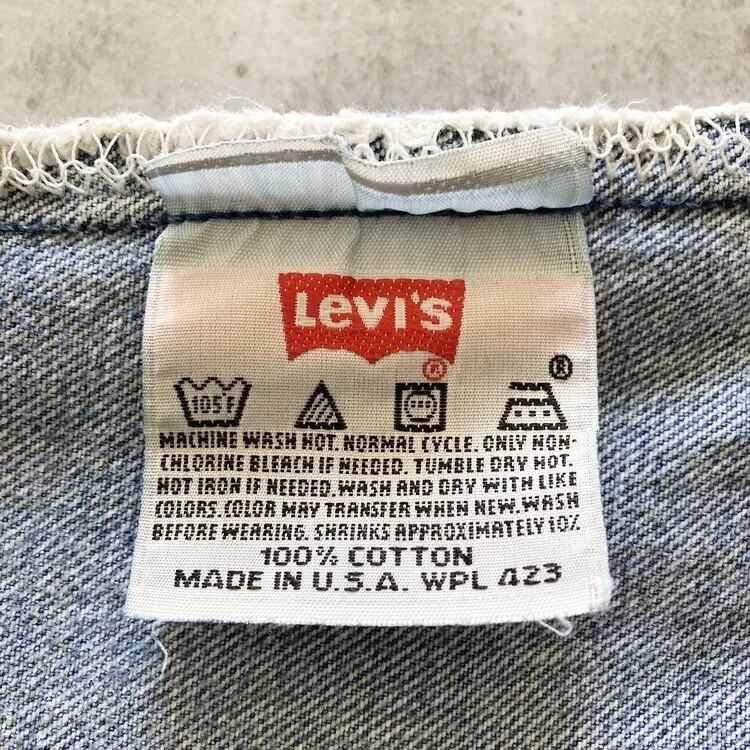 Levi's
®
®
105°F
MACHINE WASH HOT. NORMAL CYCLE. ONLY NON-
CHLORINE BLEACH IF NEEDED. TUMBLE DRY HOT.
HOT IRON IF NEEDED. WASH AND DRY WITH LIKE
COLORS. COLOR MAY TRANSFER WHEN NEW. WASH
BEFORE WEARING. SHRINKS APPROXIMATELY 10%
100% COTTON
MADE IN U.S.A. WPL 423